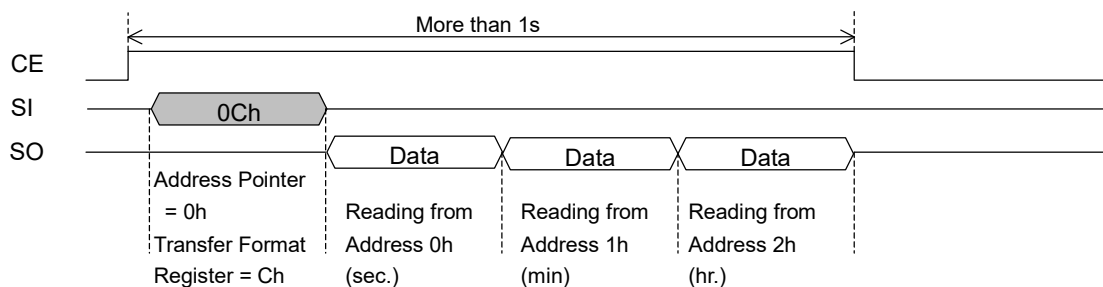 More than 1s
CE
SI
0Ch
SO
Data Data Data
Address Pointer
= 0h
Transfer Format
Register = Ch
Reading from
Address 0h
(sec.)
Reading from
Address 1h
(min)
Reading from
Address 2h
(hr.)